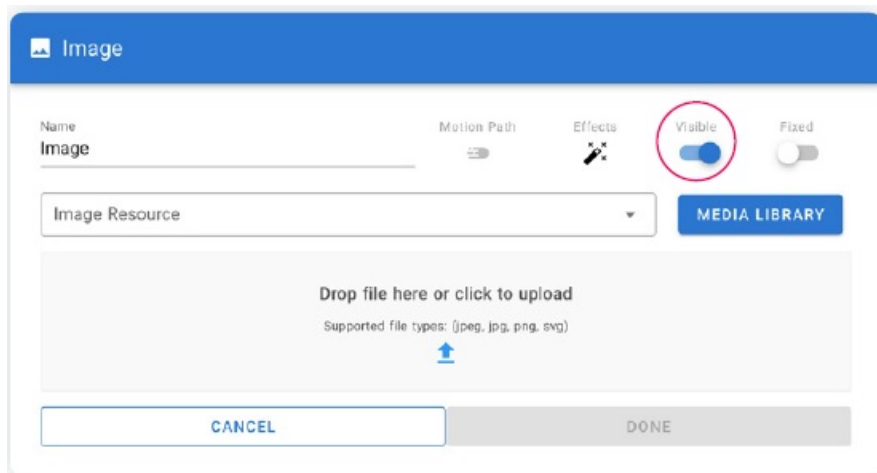 Image
Name
Image
Motion Path
Effects
Visible
Fixed
Image Resource
MEDIA LIBRARY
Drop file here or click to upload
Supported file types: (jpeg, jpg, png, svg)
CANCEL
DONE